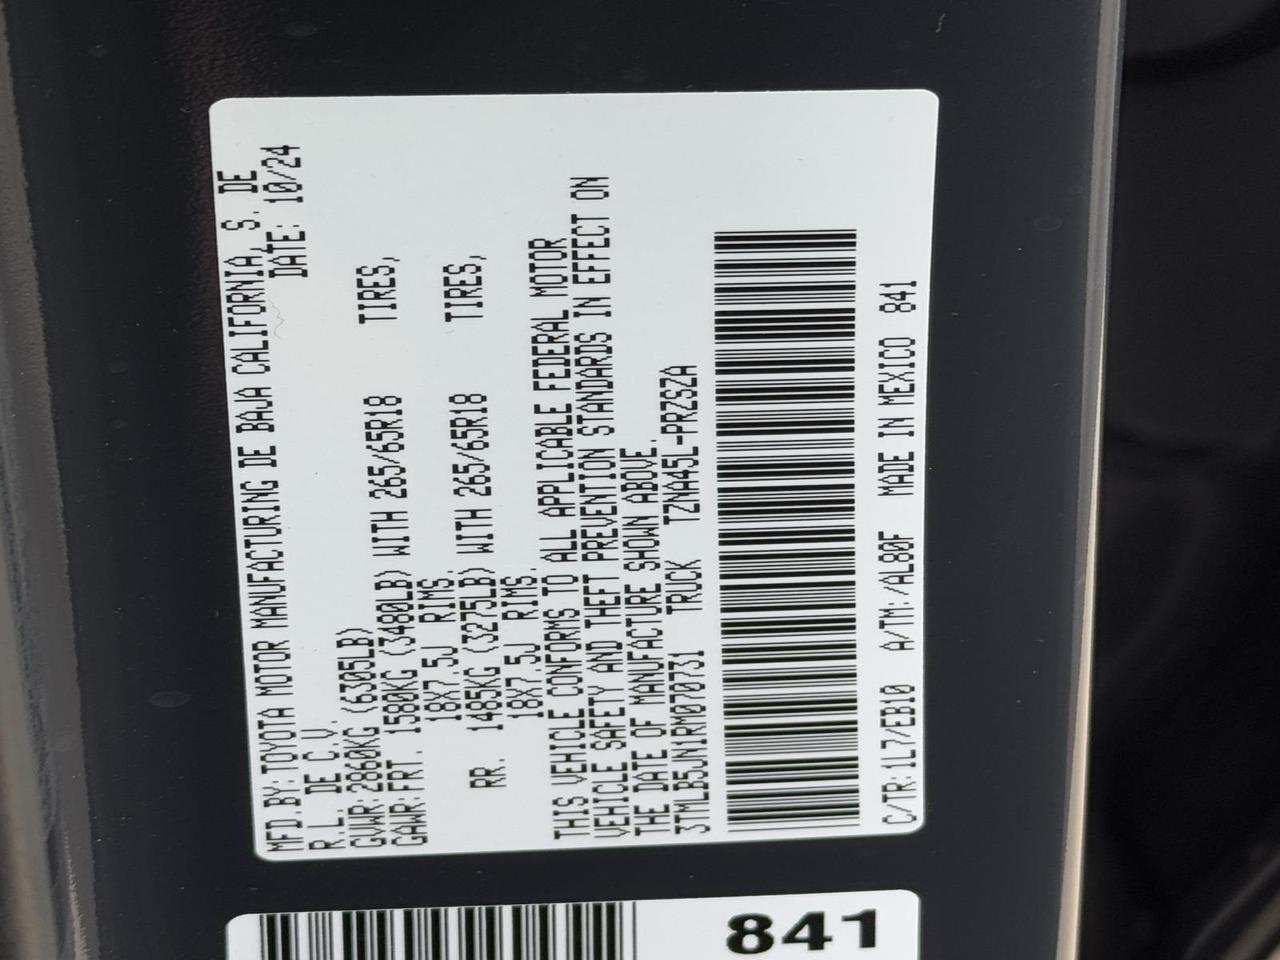 MFD.BY:TOYOTA MOTOR MANUFACTURING DE BAJA CALIFORNIA, S. DE
R.L. DE C.V. DATE: 10/24
GVWR:2860KG (6305LB)
GAWR:FRT. 1580KG (3480LB) WITH 265/65R18 TIRES,
18X7.5J RIMS.
RR. 1485KG (3275LB) WITH 265/65R18 TIRES,
18X7.5J RIMS.
THIS VEHICLE CONFORMS TO ALL APPLICABLE FEDERAL MOTOR
VEHICLE SAFETY AND THEFT PREVENTION STANDARDS IN EFFECT ON
THE DATE OF MANUFACTURE SHOWN ABOVE.
3TMLB5JN1RM070731 TRUCK TZNA45L-PRZSZA
C/TR:1L7/EB10 A/TM:/AL80F MADE IN MEXICO 841
841